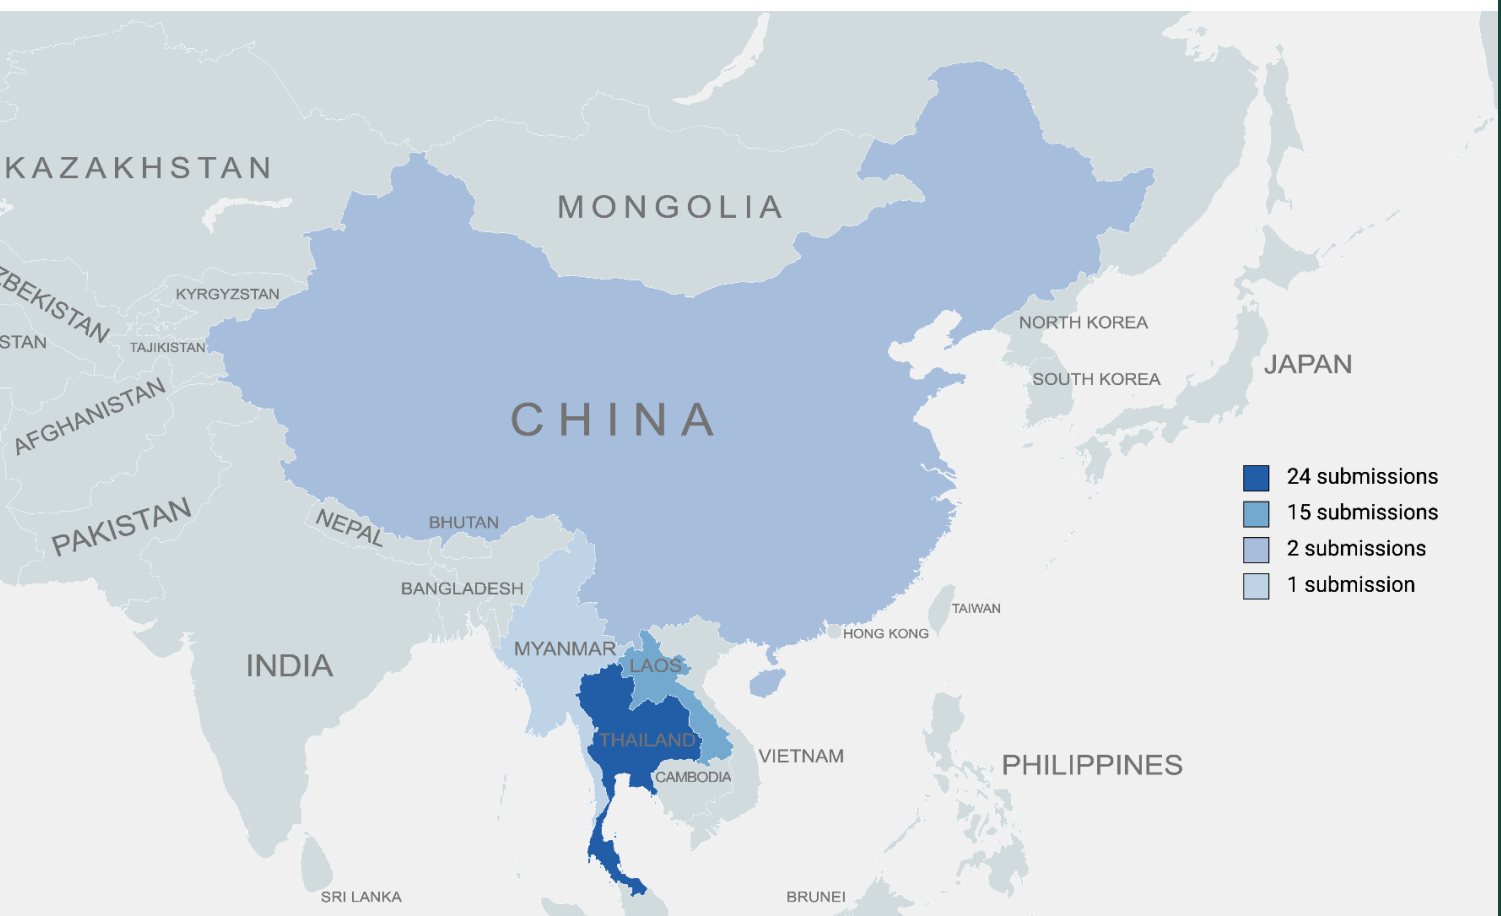 KAZAKHSTAN
MONGOLIA
KYRGYZSTAN
ZBEKISTAN
NORTH KOREA
STAN
TAJIKISTAN
JAPAN
SOUTH KOREA
AFGHANISTAN
CHINA
24 submissions
15 submissions
2 submissions
1 submission
PAKISTAN
NEPAL
BHUTAN
BANGLADESH
TAIWAN
HONG KONG
MYANMAR
LAOS
INDIA
THAILAND
VIETNAM
CAMBODIA
PHILIPPINES
SRI LANKA
BRUNEI